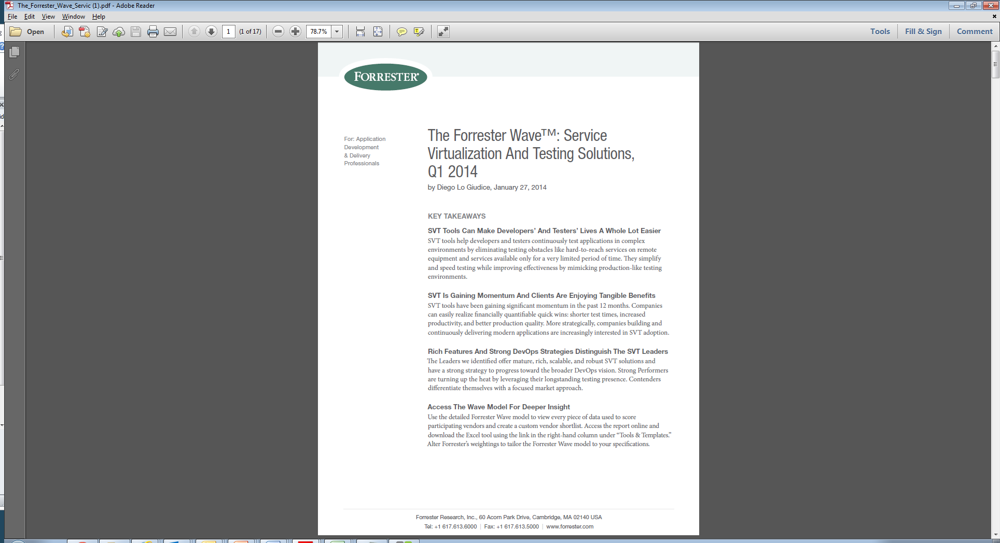 The_Forrester_Wave_Servic (1).pdf - Adobe Reader
File Edit View Window Help
Open 1 (1 of 17) 78.7% Tools Fill & Sign Comment
FORRESTER®
For: Application
Development
& Delivery
Professionals
The Forrester Wave™: Service
Virtualization And Testing Solutions,
Q1 2014
by Diego Lo Giudice, January 27, 2014
KEY TAKEAWAYS
SVT Tools Can Make Developers’ And Testers’ Lives A Whole Lot Easier
SVT tools help developers and testers continuously test applications in complex
environments by eliminating testing obstacles like hard-to-reach services on remote
equipment and services available only for a very limited period of time. They simplify
and speed testing while improving effectiveness by mimicking production-like testing
environments.
SVT Is Gaining Momentum And Clients Are Enjoying Tangible Benefits
SVT tools have been gaining significant momentum in the past 12 months. Companies
can easily realize financially quantifiable quick wins: shorter test times, increased
productivity, and better production quality. More strategically, companies building and
continuously delivering modern applications are increasingly interested in SVT adoption.
Rich Features And Strong DevOps Strategies Distinguish The SVT Leaders
The Leaders we identified offer mature, rich, scalable, and robust SVT solutions and
have a strong strategy to progress toward the broader DevOps vision. Strong Performers
are turning up the heat by leveraging their longstanding testing presence. Contenders
differentiate themselves with a focused market approach.
Access The Wave Model For Deeper Insight
Use the detailed Forrester Wave model to view every piece of data used to score
participating vendors and create a custom vendor shortlist. Access the report online and
download the Excel tool using the link in the right-hand column under “Tools & Templates.”
Alter Forrester’s weightings to tailor the Forrester Wave model to your specifications.
Forrester Research, Inc., 60 Acorn Park Drive, Cambridge, MA 02140 USA
Tel: +1 617.613.6000 | Fax: +1 617.613.5000 | www.forrester.com